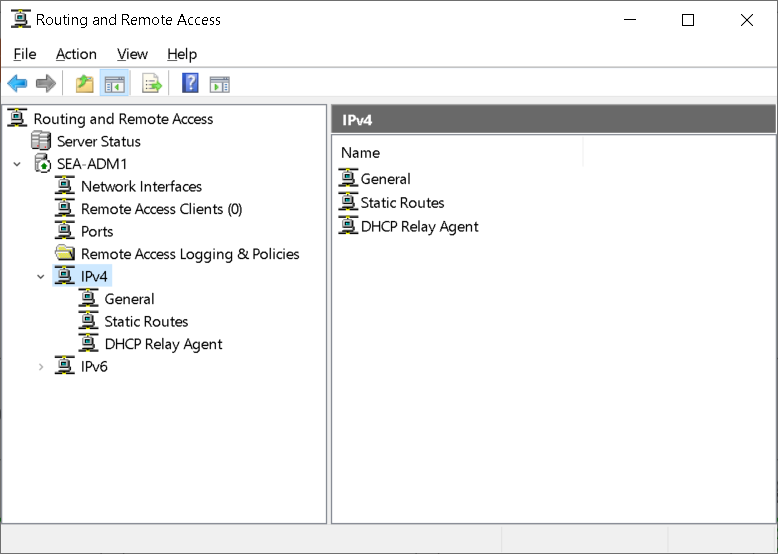 Routing and Remote Access
File Action View Help
Routing and Remote Access
Server Status
SEA-ADM1
Network Interfaces
Remote Access Clients (0)
Ports
Remote Access Logging & Policies
IPv4
General
Static Routes
DHCP Relay Agent
IPv6
IPv4
Name
General
Static Routes
DHCP Relay Agent